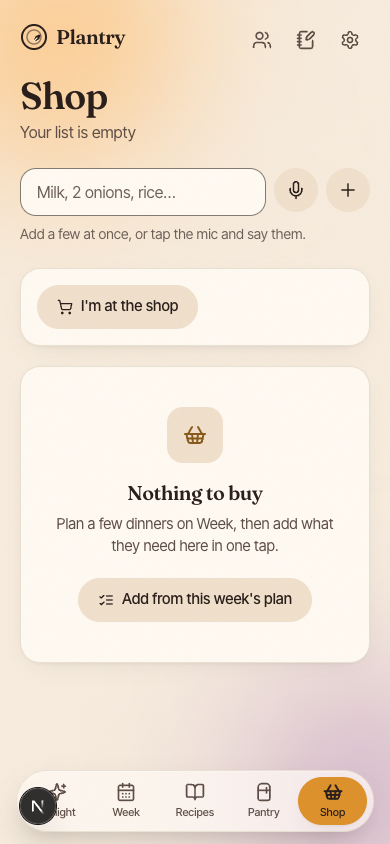 Plantry
Shop
Your list is empty
Milk, 2 onions, rice...
Add a few at once, or tap the mic and say them.
I'm at the shop
Nothing to buy
Plan a few dinners on Week, then add what
they need here in one tap.
Add from this week's plan
N
Week
Recipes
Pantry
Shop